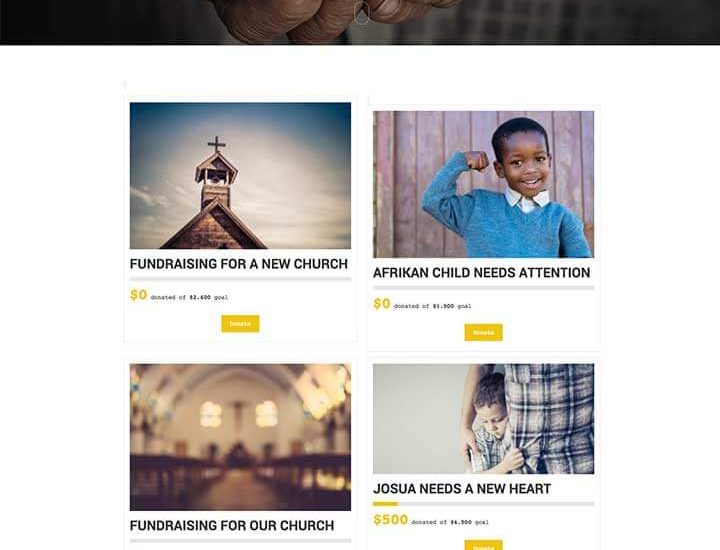 FUNDRAISING FOR A NEW CHURCH
$0 donated of $2.600 goal
Donate
AFRIKAN CHILD NEEDS ATTENTION
$0 donated of $1.500 goal
Donate
FUNDRAISING FOR OUR CHURCH
JOSUA NEEDS A NEW HEART
$500 donated of $6.500 goal
Donate